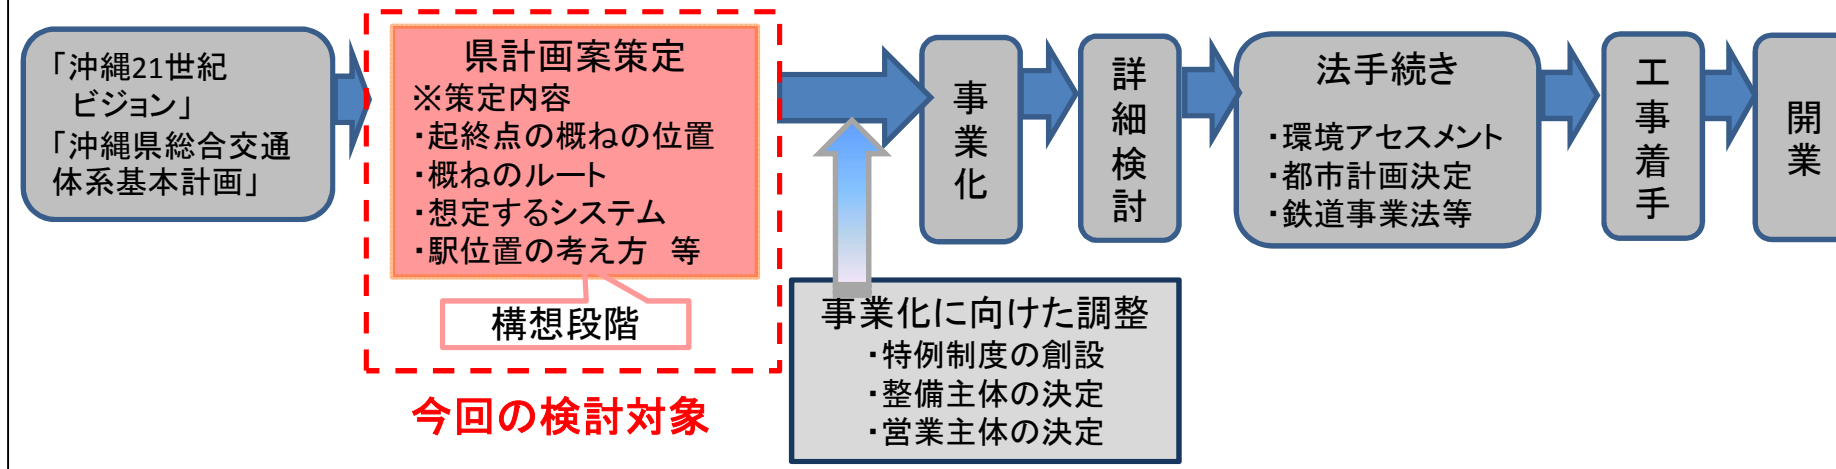 「沖縄21世紀
ビジョン」
「沖縄県総合交通
体系基本計画」
県計画案策定
※策定内容
・起終点の概ねの位置
・概ねのルート
・想定するシステム
・駅位置の考え方 等
構想段階
今回の検討対象
事業化に向けた調整
・特例制度の創設
・整備主体の決定
・営業主体の決定
事業化
詳細検討
法手続き
・環境アセスメント
・都市計画決定
・鉄道事業法等
工事着手
開業